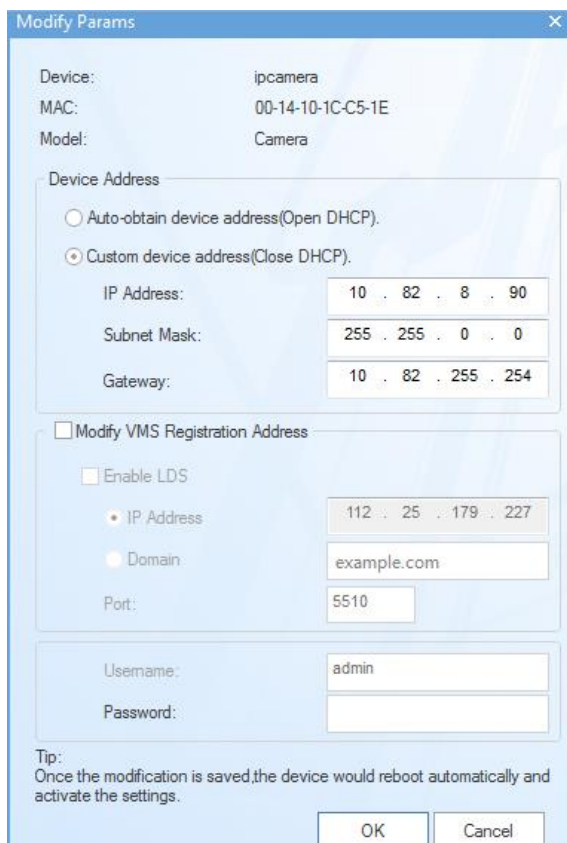 Modify Params ×
Device: ipcamera
MAC: 00-14-10-1C-C5-1E
Model: Camera
Device Address
Auto-obtain device address(Open DHCP).
Custom device address(Close DHCP).
IP Address: 10 . 82 . 8 . 90
Subnet Mask: 255 . 255 . 0 . 0
Gateway: 10 . 82 . 255 . 254
Modify VMS Registration Address
Enable LDS
IP Address 112 . 25 . 179 . 227
Domain example.com
Port: 5510
Username: admin
Password:
Tip:
Once the modification is saved,the device would reboot automatically and
activate the settings.
OK Cancel